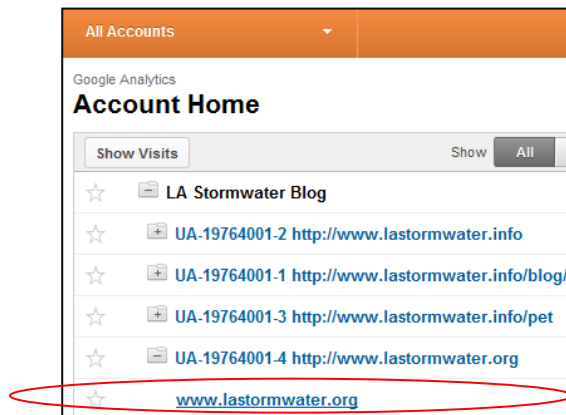 All Accounts
Google Analytics
Account Home
Show Visits Show All
LA Stormwater Blog
UA-19764001-2 http://www.lastormwater.info
UA-19764001-1 http://www.lastormwater.info/blog/
UA-19764001-3 http://www.lastormwater.info/pet
UA-19764001-4 http://www.lastormwater.org
www.lastormwater.org